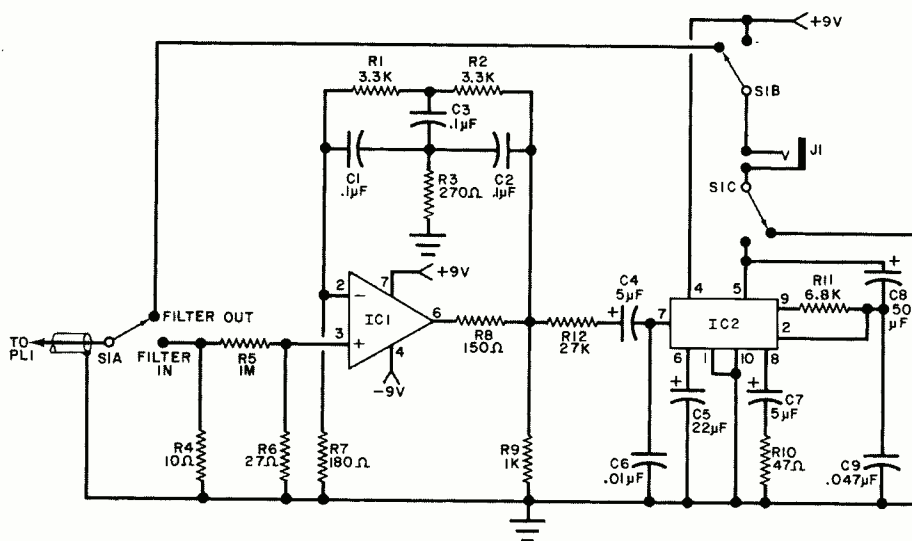 +9V
R1
3.3K
R2
3.3K
S1B
C3
.1µF
J1
C1
.1µF
C2
.1µF
R3
270Ω
S1C
+9V
7
2
−
IC1
6
3
+
4
−9V
C4
5µF
+
R8
150Ω
R12
27K
4
5
7
IC2
9
2
6
1
10
8
R11
6.8K
+
C8
50
µF
FILTER OUT
TO
PL1
S1A
FILTER
IN
R5
1M
+
C5
22µF
+
C7
5µF
R4
10Ω
R6
27Ω
R7
180Ω
R9
1K
C6
.01µF
R10
47Ω
C9
.047µF